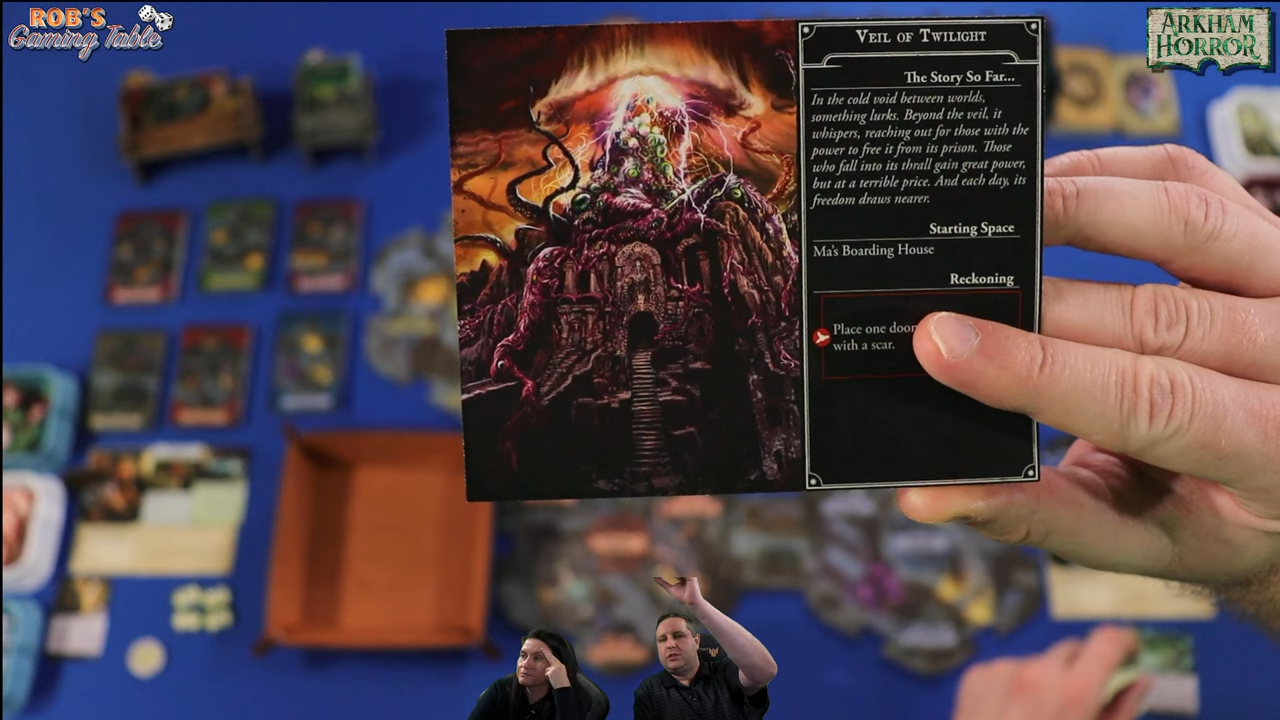 ROB'S
Gaming Table
ARKHAM
HORROR
VEIL OF TWILIGHT
The Story So Far...
In the cold void between worlds,
something lurks. Beyond the veil, it
whispers, reaching out for those with the
power to free it from its prison. Those
who fall into its thrall gain great power,
but at a terrible price. And each day, its
freedom draws nearer.
Starting Space
Ma's Boarding House
Reckoning
Place one doom
with a scar.